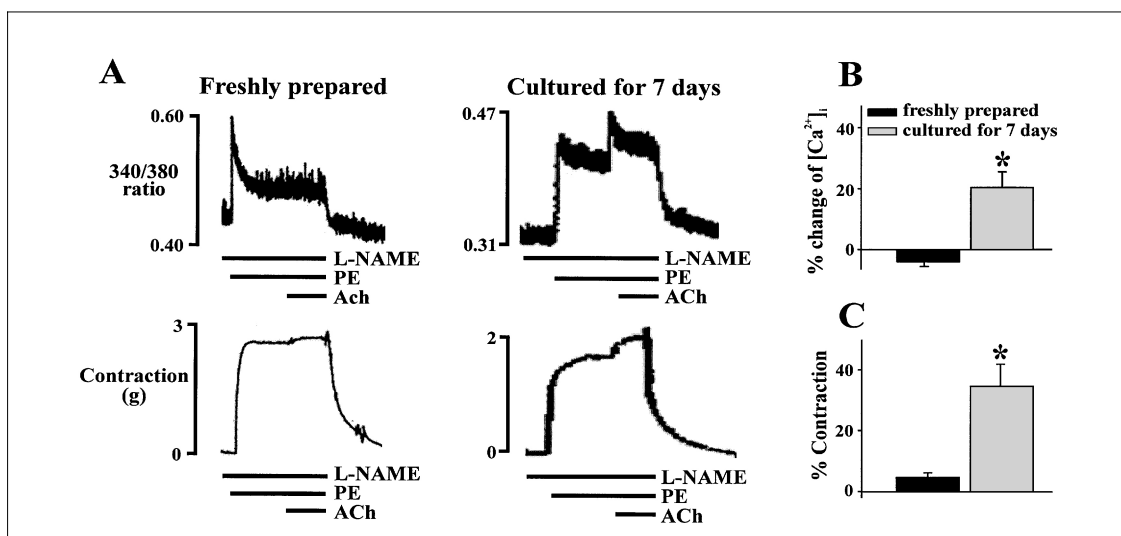 A
Freshly prepared
Cultured for 7 days
0.60
340/380
ratio
0.40
L-NAME
PE
Ach
0.47
0.31
L-NAME
PE
ACh
3
Contraction
(g)
0
L-NAME
PE
ACh
2
0
L-NAME
PE
ACh
B
% change of [Ca2+]i
40
20
0
freshly prepared
cultured for 7 days
*
C
% Contraction
40
20
0
*